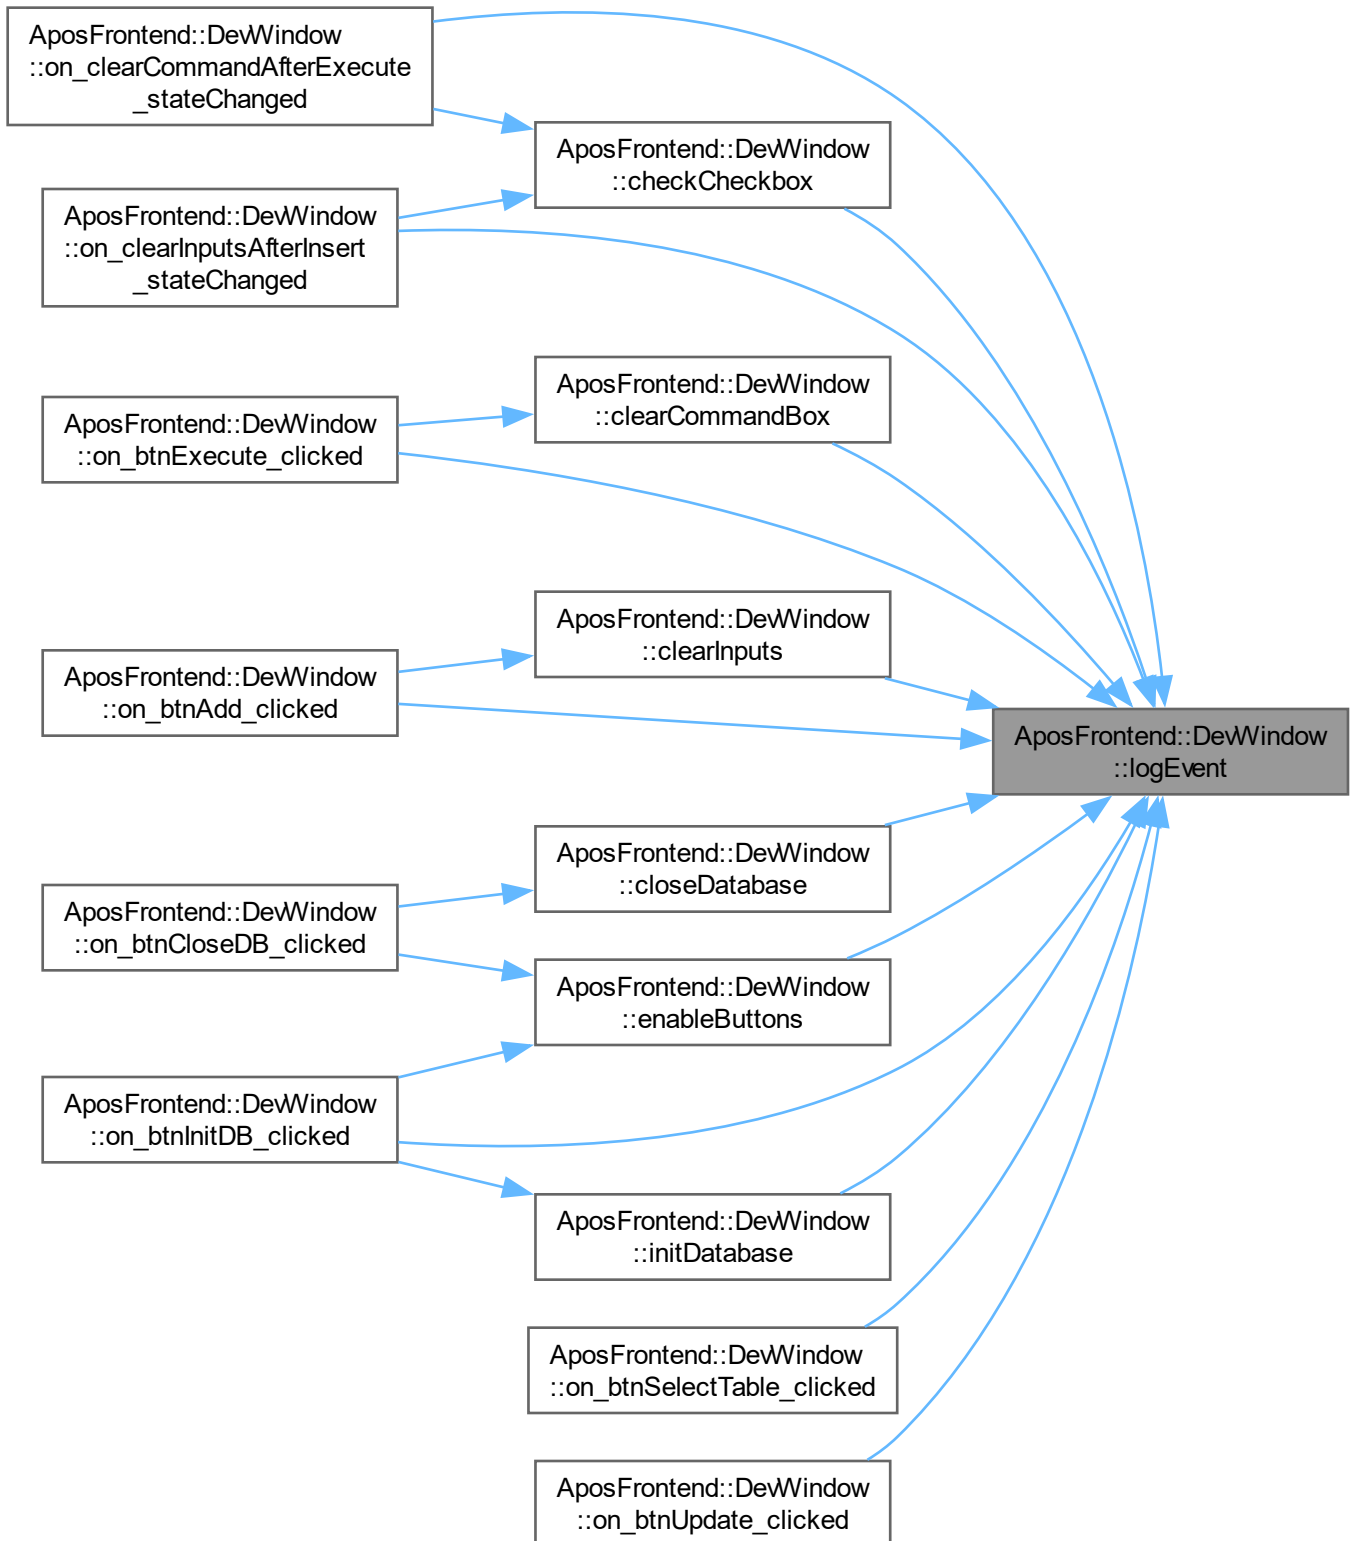 AposFrontend::DevWindow
::on_clearCommandAfterExecute
_stateChanged
AposFrontend::DevWindow
::checkCheckbox
AposFrontend::DevWindow
::on_clearInputsAfterInsert
_stateChanged
AposFrontend::DevWindow
::clearCommandBox
AposFrontend::DevWindow
::on_btnExecute_clicked
AposFrontend::DevWindow
::clearInputs
AposFrontend::DevWindow
::on_btnAdd_clicked
AposFrontend::DevWindow
::logEvent
AposFrontend::DevWindow
::closeDatabase
AposFrontend::DevWindow
::on_btnCloseDB_clicked
AposFrontend::DevWindow
::enableButtons
AposFrontend::DevWindow
::on_btnInitDB_clicked
AposFrontend::DevWindow
::initDatabase
AposFrontend::DevWindow
::on_btnSelectTable_clicked
AposFrontend::DevWindow
::on_btnUpdate_clicked